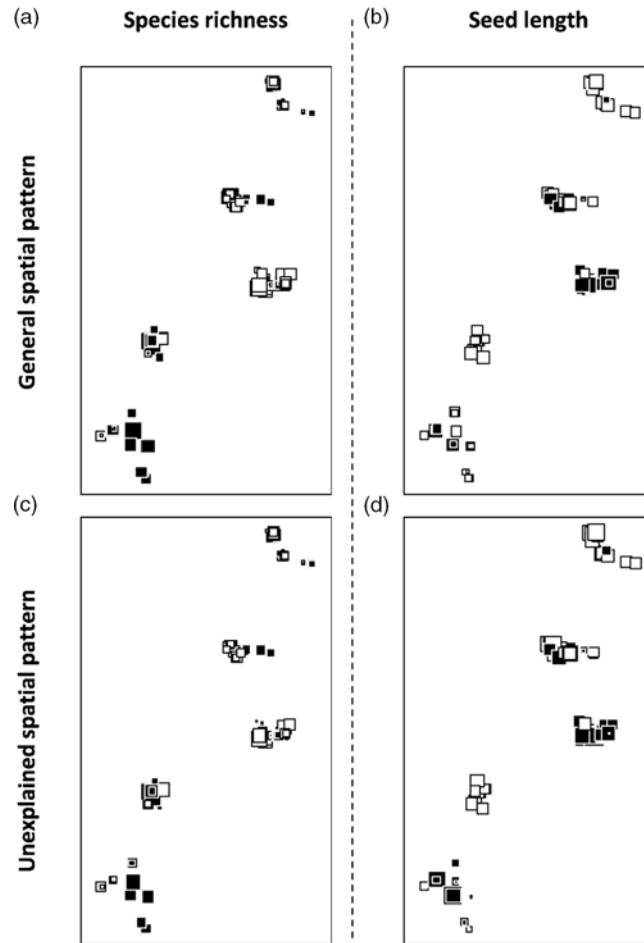 (a)
Species richness
(b)
Seed length
General spatial pattern
(c)
(d)
Unexplained spatial pattern